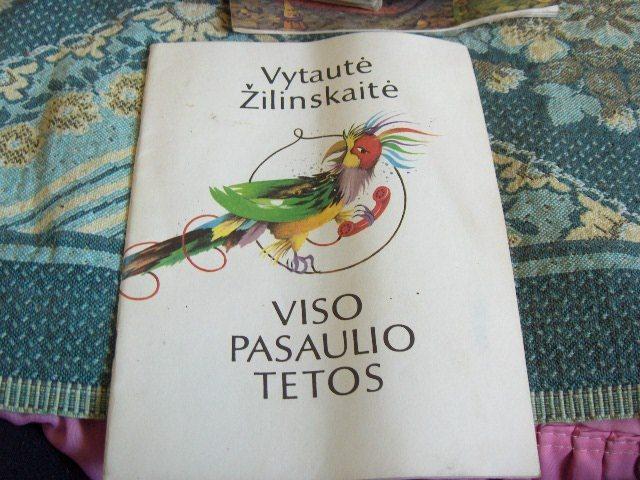 Vytautė
Žilinskaitė
VISO
PASAULIO
TETOS